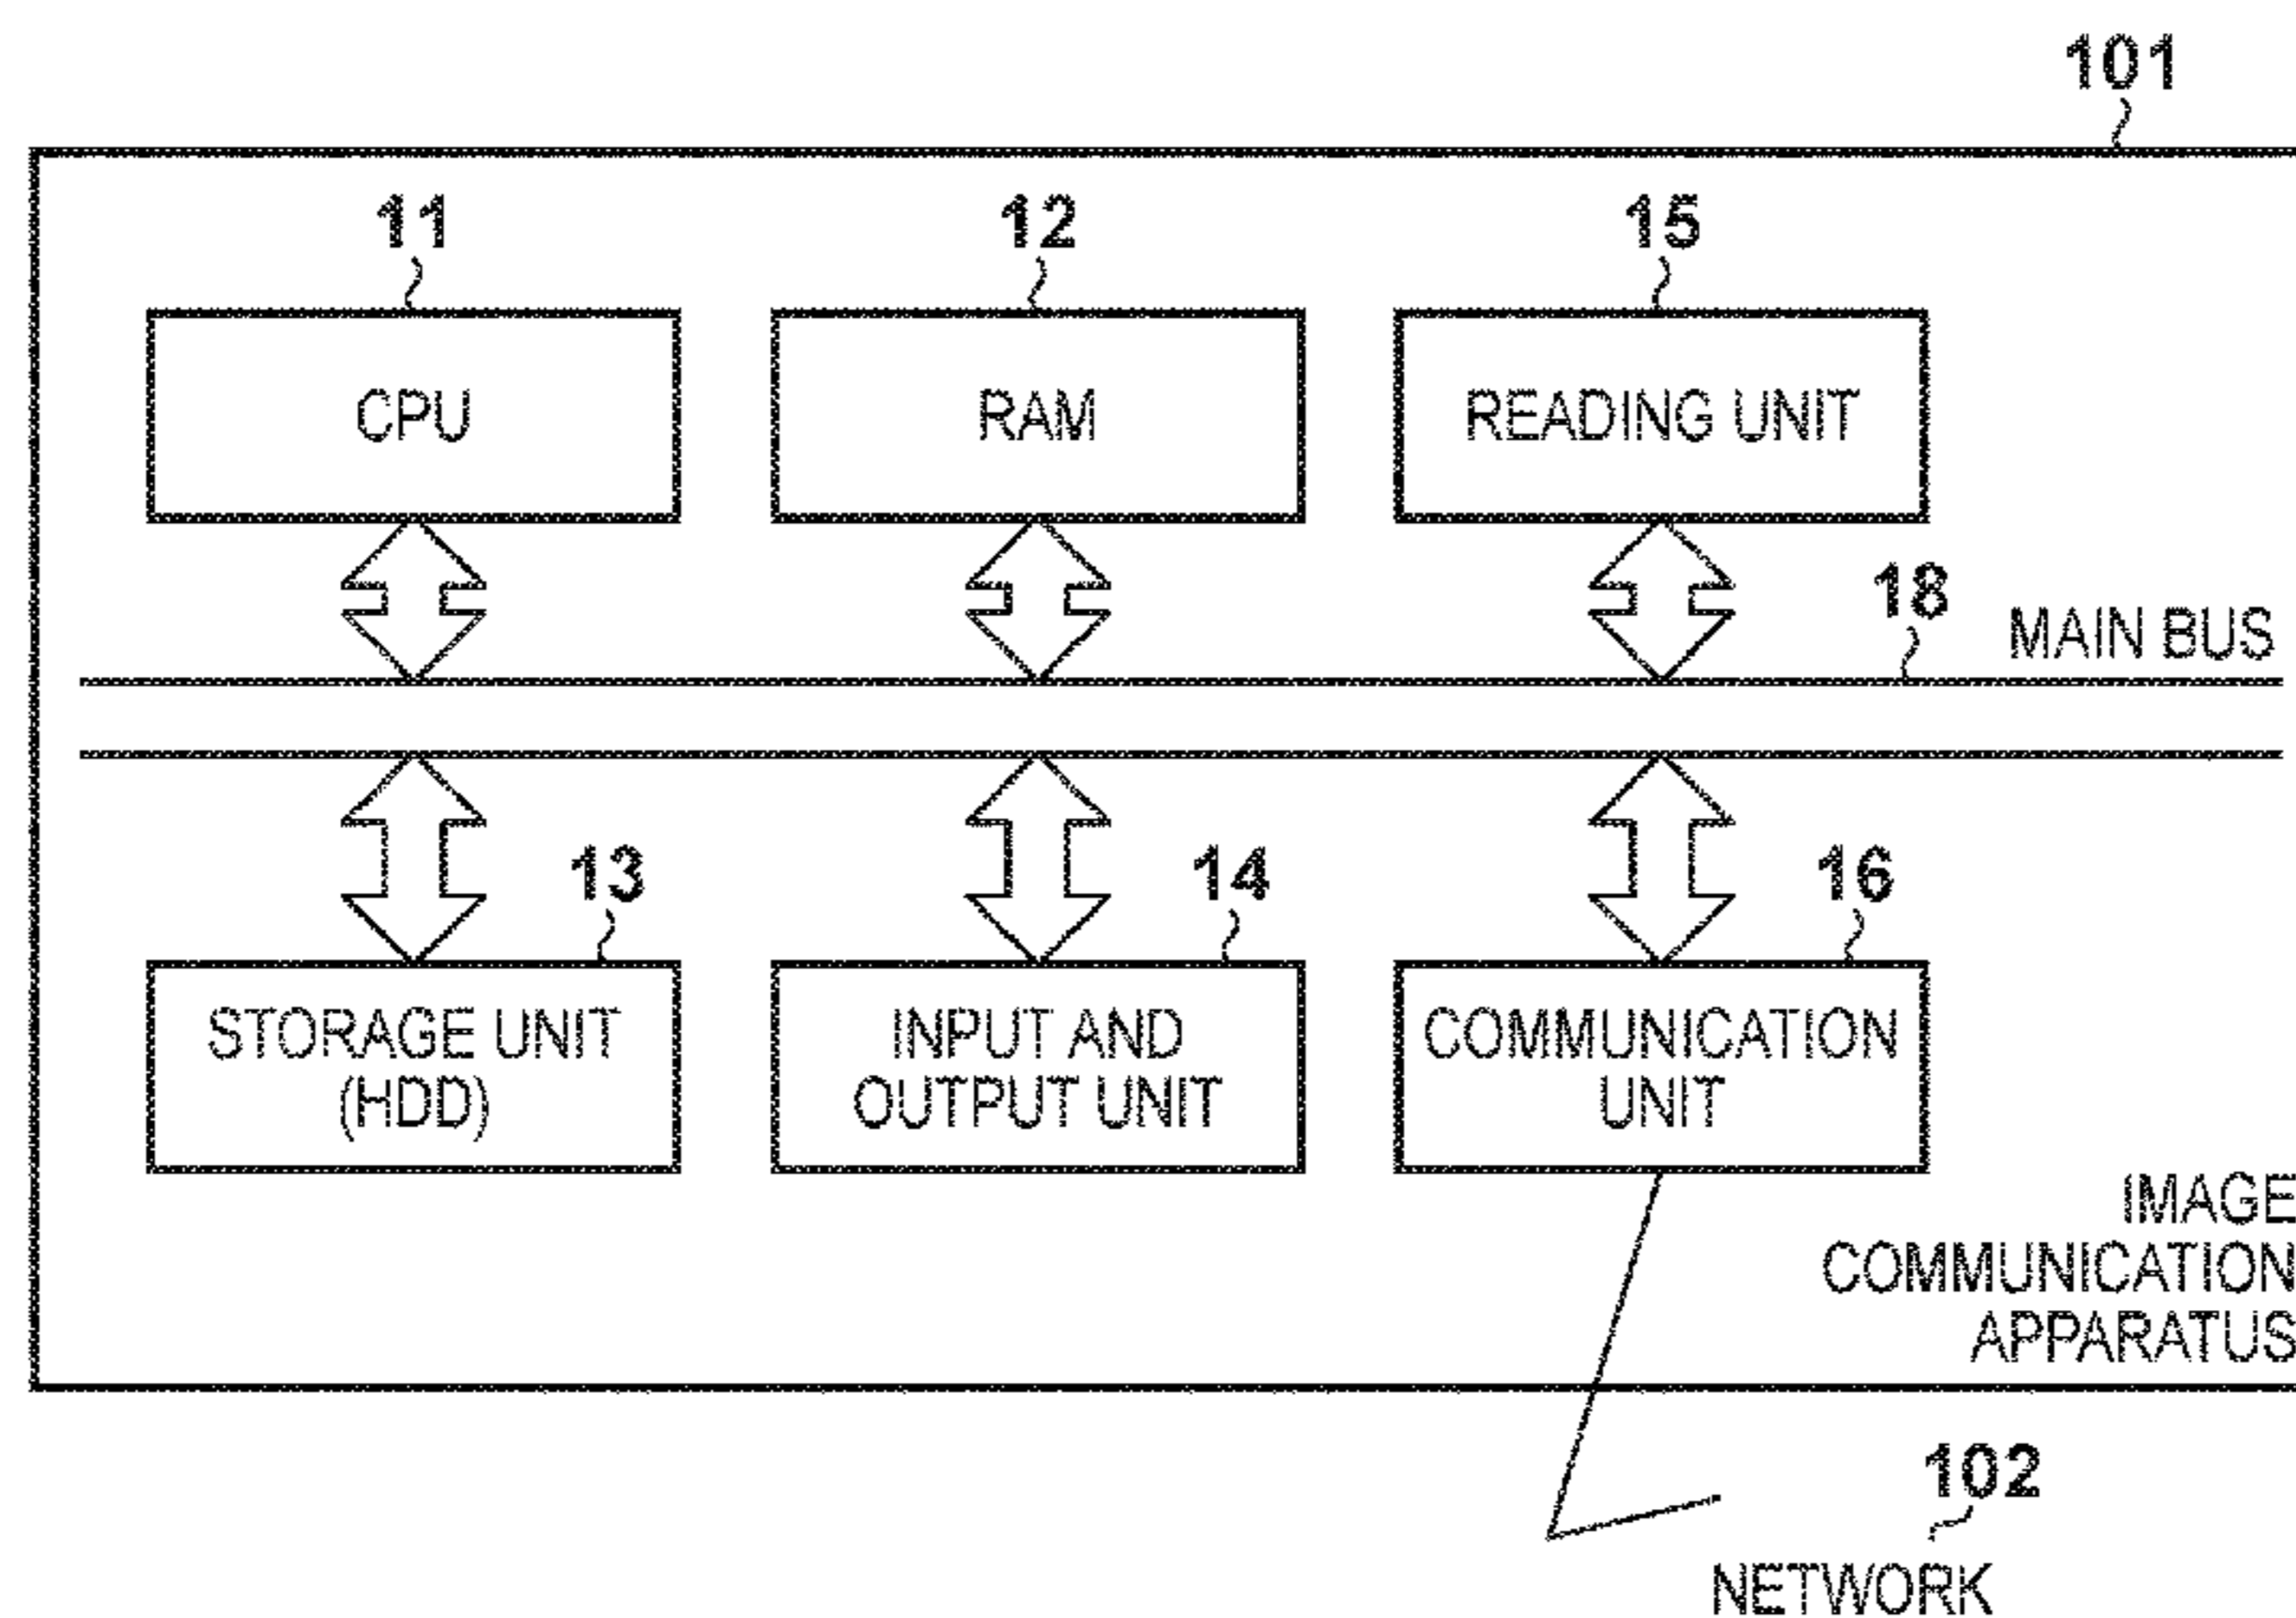 101
11
12
15
CPU
RAM
READING UNIT
18
MAIN BUS
13
14
16
STORAGE UNIT
(HDD)
INPUT AND
OUTPUT UNIT
COMMUNICATION
UNIT
IMAGE
COMMUNICATION
APPARATUS
102
NETWORK